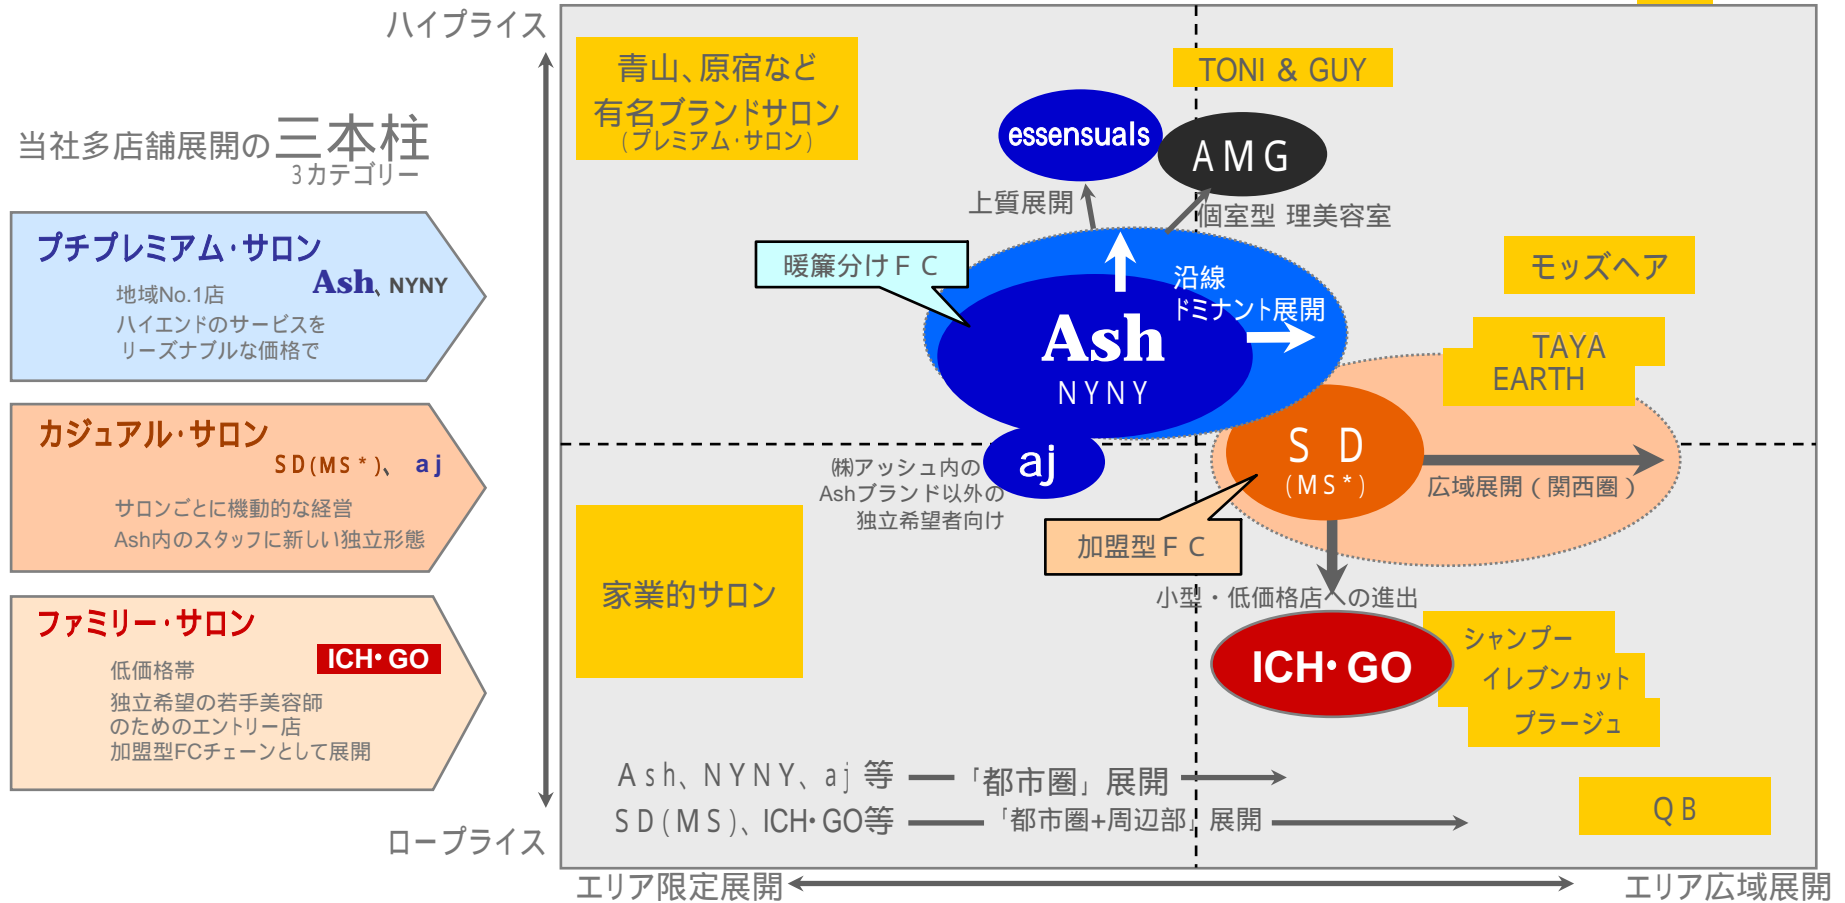 ハイプライス
当社多店舗展開の三本柱
3カテゴリー
プチプレミアム・サロン
Ash、NYNY
地域No.1店
ハイエンドのサービスを
リーズナブルな価格で
カジュアル・サロン
SD(MS*)、aj
サロンごとに機動的な経営
Ash内のスタッフに新しい独立形態
ファミリー・サロン
ICH・GO
低価格帯
独立希望の若手美容師
のためのエントリー店
加盟型FCチェーンとして展開
ロープライス
青山、原宿など
有名ブランドサロン
(プレミアム・サロン)
TONI & GUY
essensuals
AMG
上質展開
個室型 理美容室
暖簾分けFC
沿線
ドミナント展開
Ash
NYNY
モッズヘア
TAYA
EARTH
aj
㈱アッシュ内の
Ashブランド以外の
独立希望者向け
SD
(MS*)
広域展開(関西圏)
加盟型FC
家業的サロン
小型・低価格店への進出
ICH・GO
シャンプー
イレブンカット
プラージュ
Ash、NYNY、aj等
「都市圏」展開
SD(MS)、ICH・GO等
「都市圏+周辺部」展開
QB
エリア限定展開
エリア広域展開